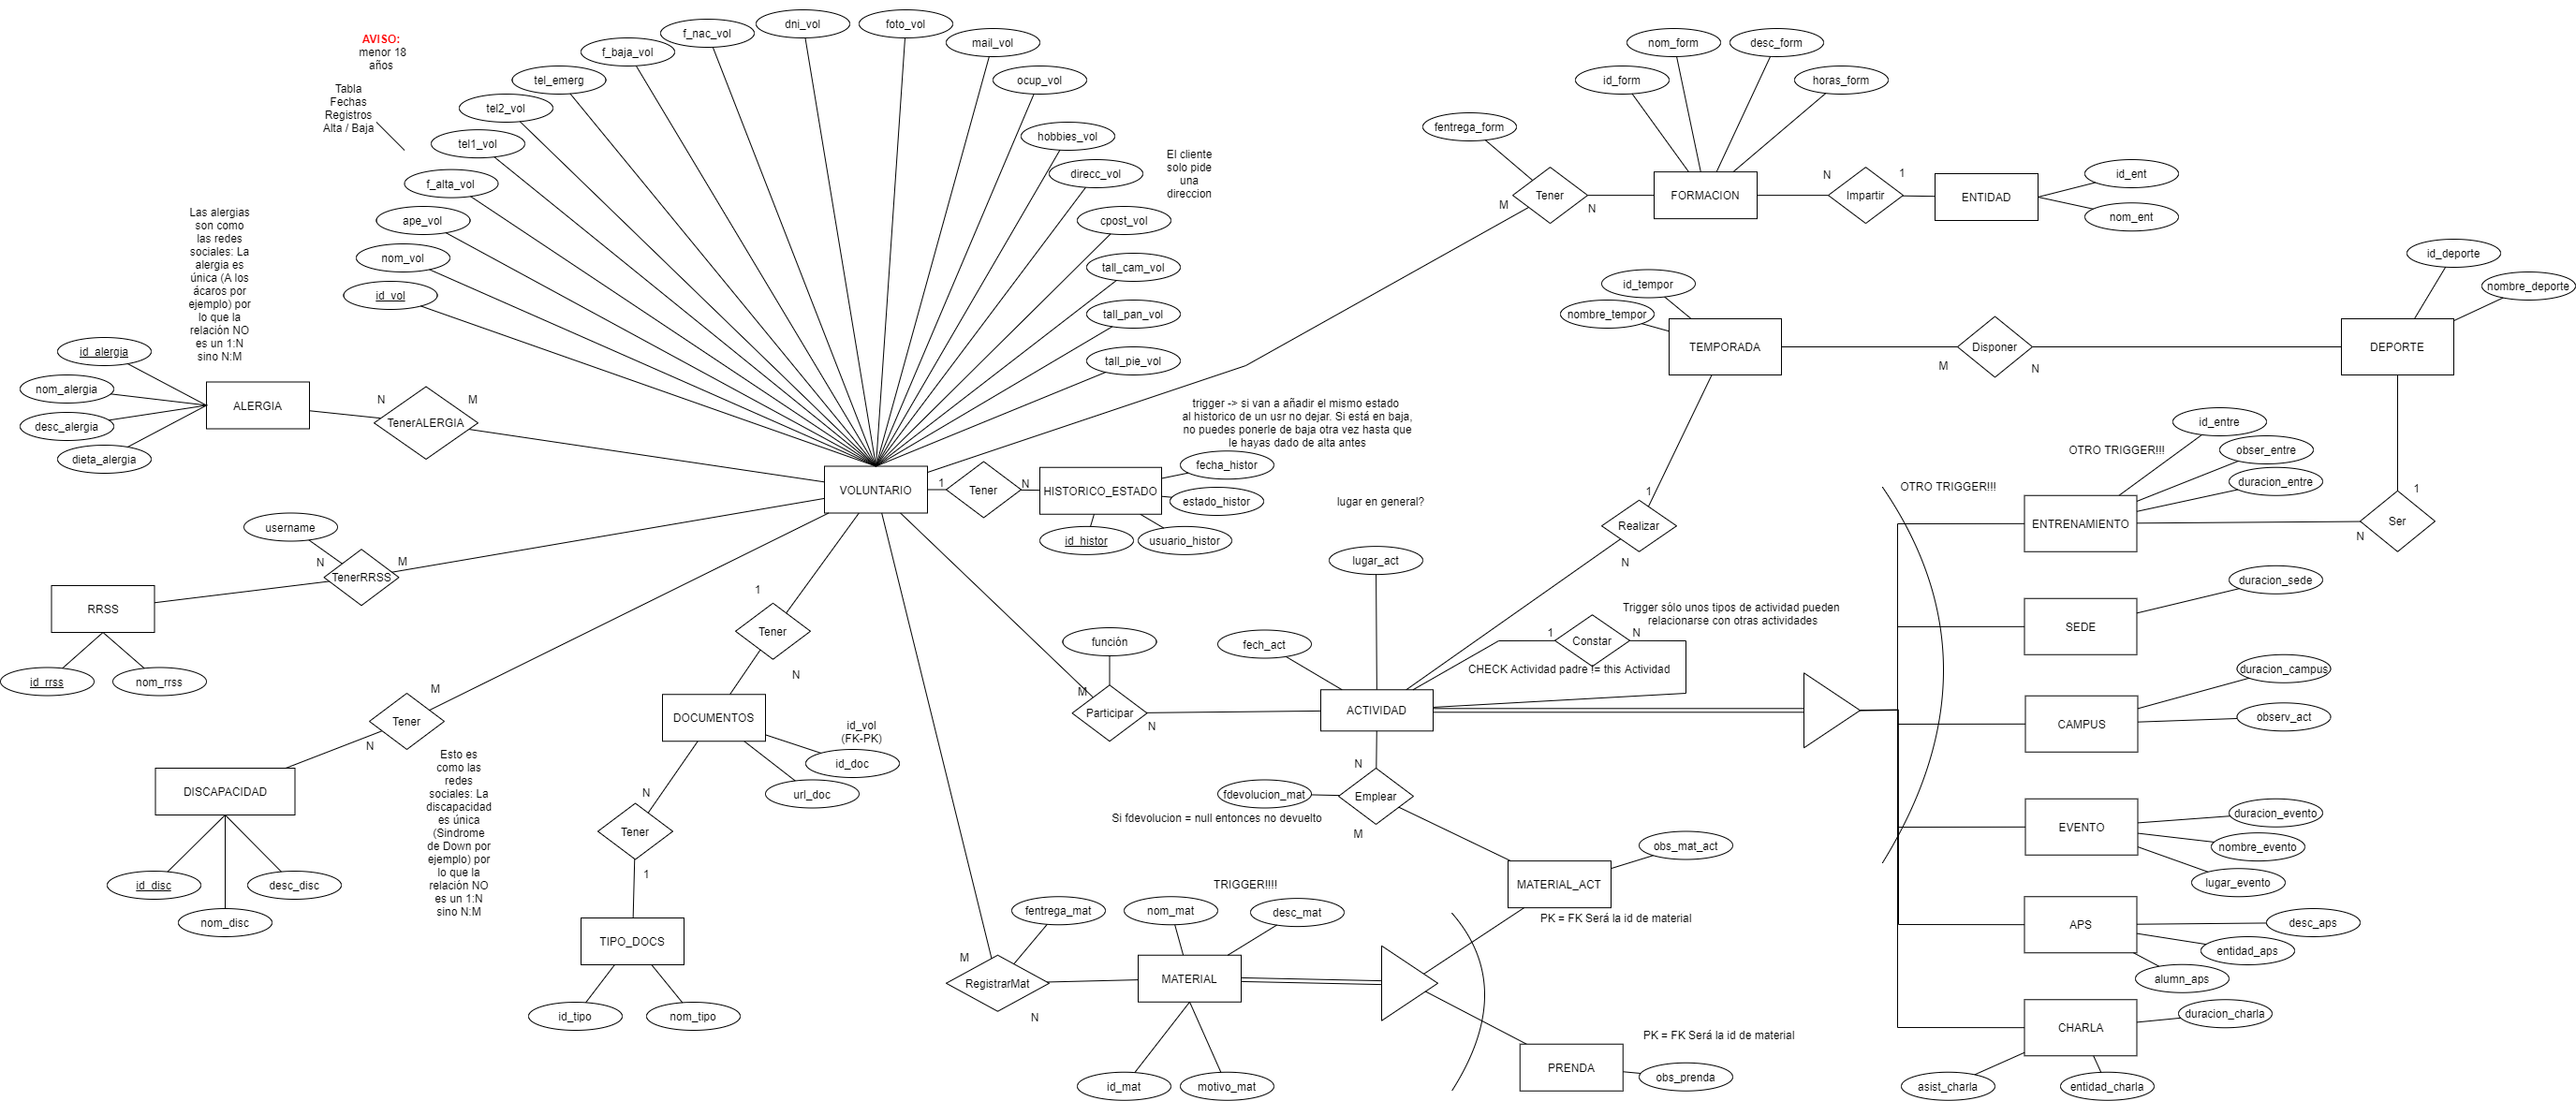 AVISO:
menor 18
años
Tabla
Fechas
Registros
Alta / Baja
dni_vol
foto_vol
f_nac_vol
mail_vol
f_baja_vol
ocup_vol
tel_emerg
tel2_vol
hobbies_vol
tel1_vol
direcc_vol
f_alta_vol
cpost_vol
ape_vol
tall_cam_vol
nom_vol
tall_pan_vol
id_vol
tall_pie_vol
El cliente
solo pide
una
direccion
nom_form
desc_form
id_form
horas_form
fentrega_form
Tener
M
N
FORMACION
N
Impartir
1
ENTIDAD
id_ent
nom_ent
Las alergias
son como
las redes
sociales: La
alergia es
única (A los
ácaros por
ejemplo) por
lo que la
relación NO
es un 1:N
sino N:M
id_alergia
nom_alergia
desc_alergia
dieta_alergia
ALERGIA
N
TenerALERGIA
M
id_tempor
nombre_tempor
TEMPORADA
M
Disponer
N
DEPORTE
id_deporte
nombre_deporte
trigger -> si van a añadir el mismo estado
al historico de un usr no dejar. Si está en baja,
no puedes ponerle de baja otra vez hasta que
le hayas dado de alta antes
VOLUNTARIO
1
Tener
N
HISTORICO_ESTADO
fecha_histor
estado_histor
id_histor
usuario_histor
lugar en general?
1
Realizar
N
OTRO TRIGGER!!!
OTRO TRIGGER!!!
id_entre
obser_entre
duracion_entre
ENTRENAMIENTO
N
Ser
1
username
N
TenerRRSS
M
RRSS
id_rrss
nom_rrss
1
Tener
N
DOCUMENTOS
id_vol
(FK-PK)
id_doc
url_doc
N
Tener
1
TIPO_DOCS
id_tipo
nom_tipo
M
Tener
N
DISCAPACIDAD
id_disc
nom_disc
desc_disc
Esto es
como las
redes
sociales: La
discapacidad
es única
(Sindrome
de Down por
ejemplo) por
lo que la
relación NO
es un 1:N
sino N:M
función
M
Participar
N
lugar_act
fech_act
ACTIVIDAD
Trigger sólo unos tipos de actividad pueden
relacionarse con otras actividades
1
Constar
N
CHECK Actividad padre != this Actividad
SEDE
duracion_sede
CAMPUS
duracion_campus
observ_act
EVENTO
duracion_evento
nombre_evento
lugar_evento
APS
desc_aps
entidad_aps
alumn_aps
CHARLA
duracion_charla
asist_charla
entidad_charla
N
fdevolucion_mat
Emplear
M
Si fdevolucion = null entonces no devuelto
obs_mat_act
MATERIAL_ACT
PK = FK Será la id de material
TRIGGER!!!!
fentrega_mat
nom_mat
desc_mat
M
RegistrarMat
N
MATERIAL
id_mat
motivo_mat
PK = FK Será la id de material
PRENDA
obs_prenda